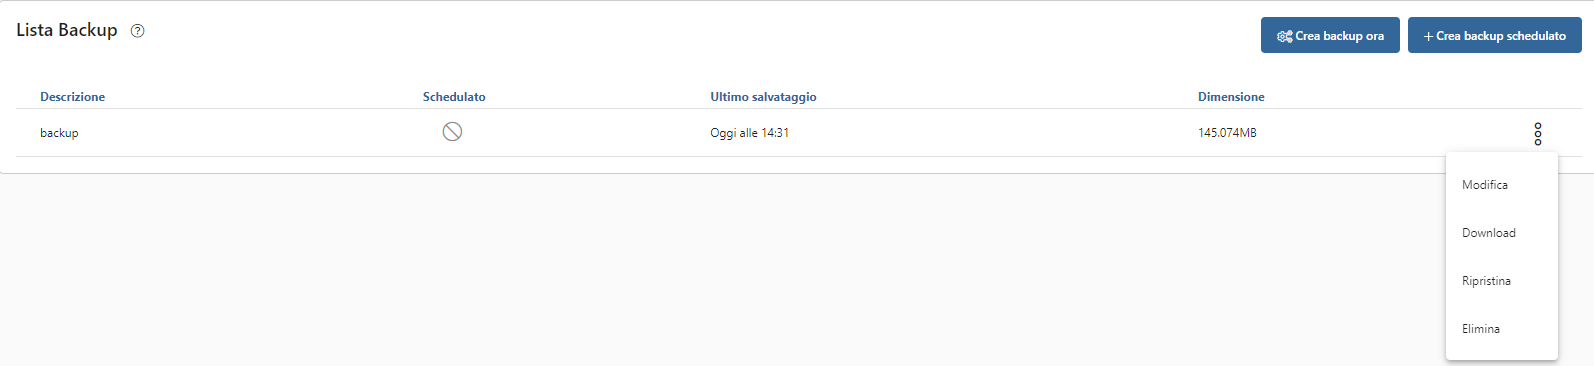 Lista Backup
Crea backup ora
+ Crea backup schedulato
Descrizione Schedulato Ultimo salvataggio Dimensione
backup Oggi alle 14:31 145.074MB
Modifica
Download
Ripristina
Elimina